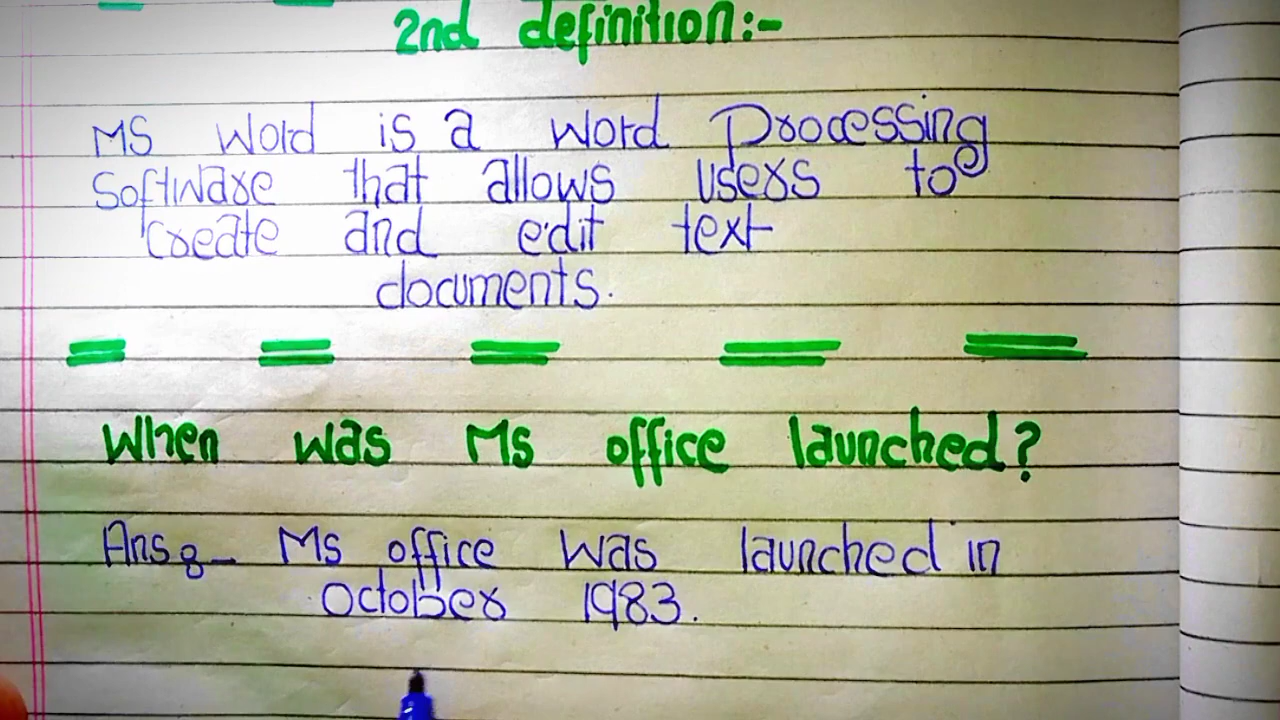 2nd definition:-
MS Word is a word Processing
Software that allows users to
create and edit text
documents.
When was Ms office launched?
Ans:- Ms office was launched in
October 1983.